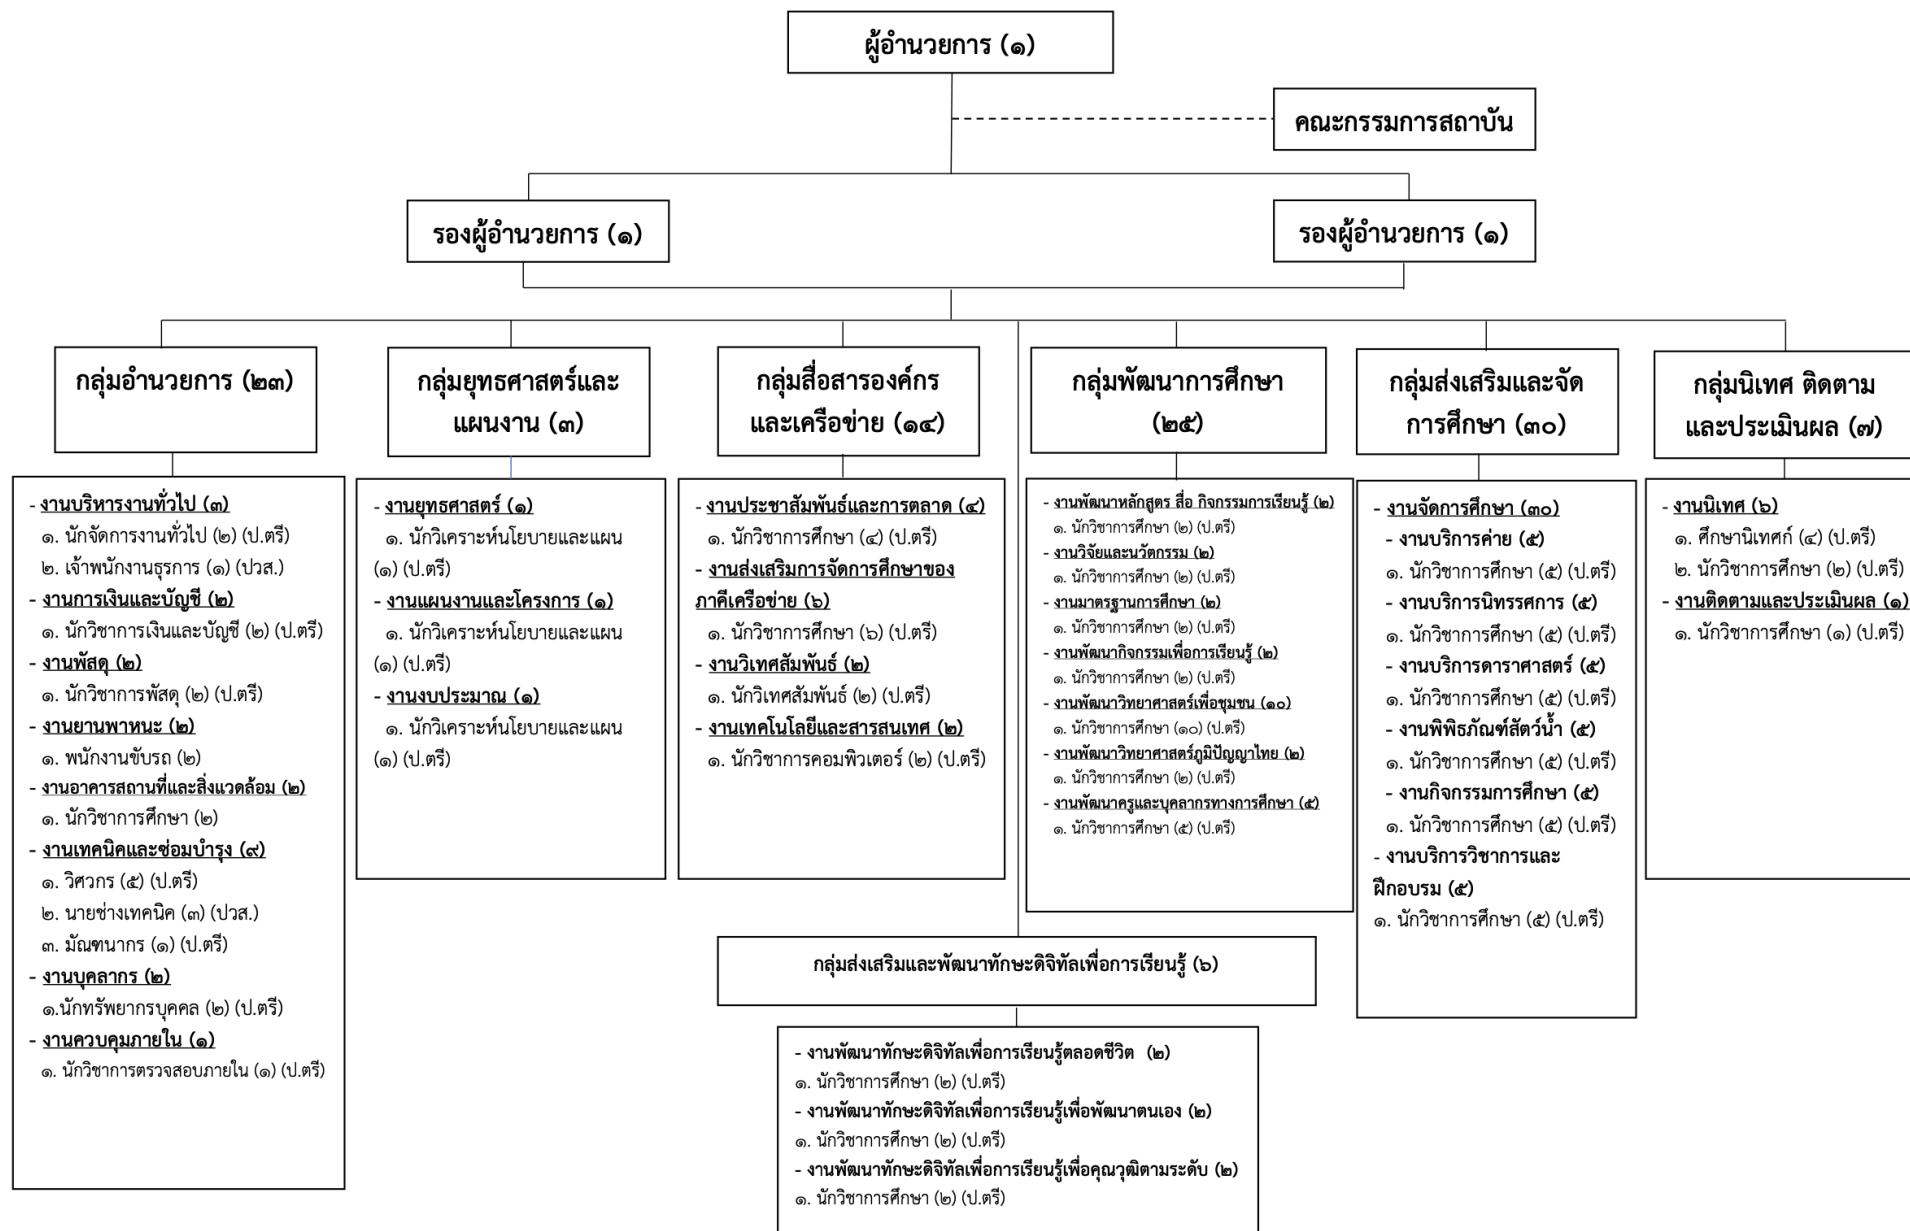 ผู้อำนวยการ (๑)
คณะกรรมการสถาบัน
รองผู้อำนวยการ (๑)
รองผู้อำนวยการ (๑)
กลุ่มอำนวยการ (๒๓)
- งานบริหารงานทั่วไป (๓)
๑. นักจัดการงานทั่วไป (๒) (ป.ตรี)
๒. เจ้าพนักงานธุรการ (๑) (ปวส.)
- งานการเงินและบัญชี (๒)
๑. นักวิชาการเงินและบัญชี (๒) (ป.ตรี)
- งานพัสดุ (๒)
๑. นักวิชาการพัสดุ (๒) (ป.ตรี)
- งานยานพาหนะ (๒)
๑. พนักงานขับรถ (๒)
- งานอาคารสถานที่และสิ่งแวดล้อม (๒)
๑. นักวิชาการศึกษา (๒)
- งานเทคนิคและซ่อมบำรุง (๙)
๑. วิศวกร (๕) (ป.ตรี)
๒. นายช่างเทคนิค (๓) (ปวส.)
๓. มัณฑนากร (๑) (ป.ตรี)
- งานบุคลากร (๒)
๑.นักทรัพยากรบุคคล (๒) (ป.ตรี)
- งานควบคุมภายใน (๑)
๑. นักวิชาการตรวจสอบภายใน (๑) (ป.ตรี)
กลุ่มยุทธศาสตร์และ
แผนงาน (๓)
- งานยุทธศาสตร์ (๑)
๑. นักวิเคราะห์นโยบายและแผน
(๑) (ป.ตรี)
- งานแผนงานและโครงการ (๑)
๑. นักวิเคราะห์นโยบายและแผน
(๑) (ป.ตรี)
- งานงบประมาณ (๑)
๑. นักวิเคราะห์นโยบายและแผน
(๑) (ป.ตรี)
กลุ่มสื่อสารองค์กร
และเครือข่าย (๑๔)
- งานประชาสัมพันธ์และการตลาด (๔)
๑. นักวิชาการศึกษา (๔) (ป.ตรี)
- งานส่งเสริมการจัดการศึกษาของ
ภาคีเครือข่าย (๖)
๑. นักวิชาการศึกษา (๖) (ป.ตรี)
- งานวิเทศสัมพันธ์ (๒)
๑. นักวิเทศสัมพันธ์ (๒) (ป.ตรี)
- งานเทคโนโลยีและสารสนเทศ (๒)
๑. นักวิชาการคอมพิวเตอร์ (๒) (ป.ตรี)
กลุ่มพัฒนาการศึกษา
(๒๕)
- งานพัฒนาหลักสูตร สื่อ กิจกรรมการเรียนรู้ (๒)
๑. นักวิชาการศึกษา (๒) (ป.ตรี)
- งานวิจัยและนวัตกรรม (๒)
๑. นักวิชาการศึกษา (๒) (ป.ตรี)
- งานมาตรฐานการศึกษา (๒)
๑. นักวิชาการศึกษา (๒) (ป.ตรี)
- งานพัฒนากิจกรรมเพื่อการเรียนรู้ (๒)
๑. นักวิชาการศึกษา (๒) (ป.ตรี)
- งานพัฒนาวิทยาศาสตร์เพื่อชุมชน (๑๐)
๑. นักวิชาการศึกษา (๑๐) (ป.ตรี)
- งานพัฒนาวิทยาศาสตร์ภูมิปัญญาไทย (๒)
๑. นักวิชาการศึกษา (๒) (ป.ตรี)
- งานพัฒนาครูและบุคลากรทางการศึกษา (๕)
๑. นักวิชาการศึกษา (๕) (ป.ตรี)
กลุ่มส่งเสริมและจัด
การศึกษา (๓๐)
- งานจัดการศึกษา (๓๐)
- งานบริการค่าย (๕)
๑. นักวิชาการศึกษา (๕) (ป.ตรี)
- งานบริการนิทรรศการ (๕)
๑. นักวิชาการศึกษา (๕) (ป.ตรี)
- งานบริการดาราศาสตร์ (๕)
๑. นักวิชาการศึกษา (๕) (ป.ตรี)
- งานพิพิธภัณฑ์สัตว์น้ำ (๕)
๑. นักวิชาการศึกษา (๕) (ป.ตรี)
- งานกิจกรรมการศึกษา (๕)
๑. นักวิชาการศึกษา (๕) (ป.ตรี)
- งานบริการวิชาการและ
ฝึกอบรม (๕)
๑. นักวิชาการศึกษา (๕) (ป.ตรี)
กลุ่มนิเทศ ติดตาม
และประเมินผล (๗)
- งานนิเทศ (๖)
๑. ศึกษานิเทศก์ (๔) (ป.ตรี)
๒. นักวิชาการศึกษา (๒) (ป.ตรี)
- งานติดตามและประเมินผล (๑)
๑. นักวิชาการศึกษา (๑) (ป.ตรี)
กลุ่มส่งเสริมและพัฒนาทักษะดิจิทัลเพื่อการเรียนรู้ (๖)
- งานพัฒนาทักษะดิจิทัลเพื่อการเรียนรู้ตลอดชีวิต (๒)
๑. นักวิชาการศึกษา (๒) (ป.ตรี)
- งานพัฒนาทักษะดิจิทัลเพื่อการเรียนรู้เพื่อพัฒนาตนเอง (๒)
๑. นักวิชาการศึกษา (๒) (ป.ตรี)
- งานพัฒนาทักษะดิจิทัลเพื่อการเรียนรู้เพื่อคุณวุฒิตามระดับ (๒)
๑. นักวิชาการศึกษา (๒) (ป.ตรี)